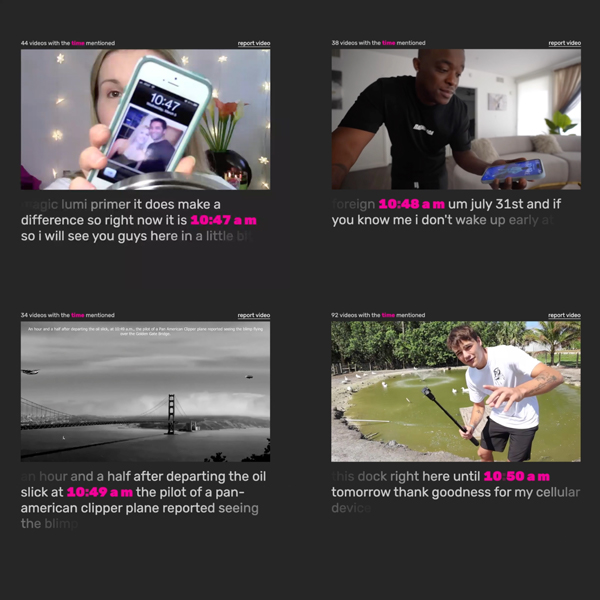 44 videos with the time mentioned report video
10:47
magic lumi primer it does make a
difference so right now it is 10:47 a m
so i will see you guys here in a little bl
38 videos with the time mentioned report video
foreign 10:48 a m um july 31st and if
you know me i don't wake up early at
34 videos with the time mentioned report video
An hour and a half after departing the oil slick, at 10:49 a.m., the pilot of a Pan American Clipper plane reported seeing the blimp flying
over the Golden Gate Bridge.
an hour and a half after departing the oil
slick at 10:49 a m the pilot of a pan-
american clipper plane reported seeing
the blimp
92 videos with the time mentioned report video
this dock right here until 10:50 a m
tomorrow thank goodness for my cellular
device